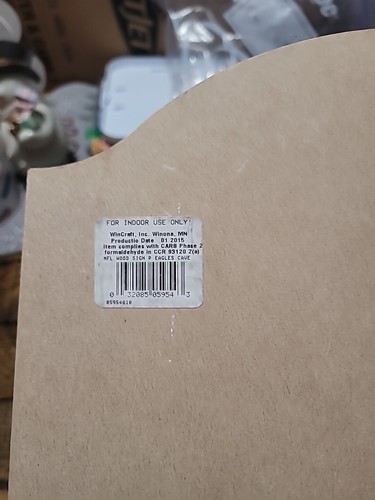 FOR INDOOR USE ONLY!
WinCraft, Inc. Winona, MN
Productio Date 01 2015
Item complies with CARB Phase 2
formaldehyde in CCR 93120.2(a)
NFL WOOD SIGN P EAGLES CAVE
0 32085 05954 3
05954010